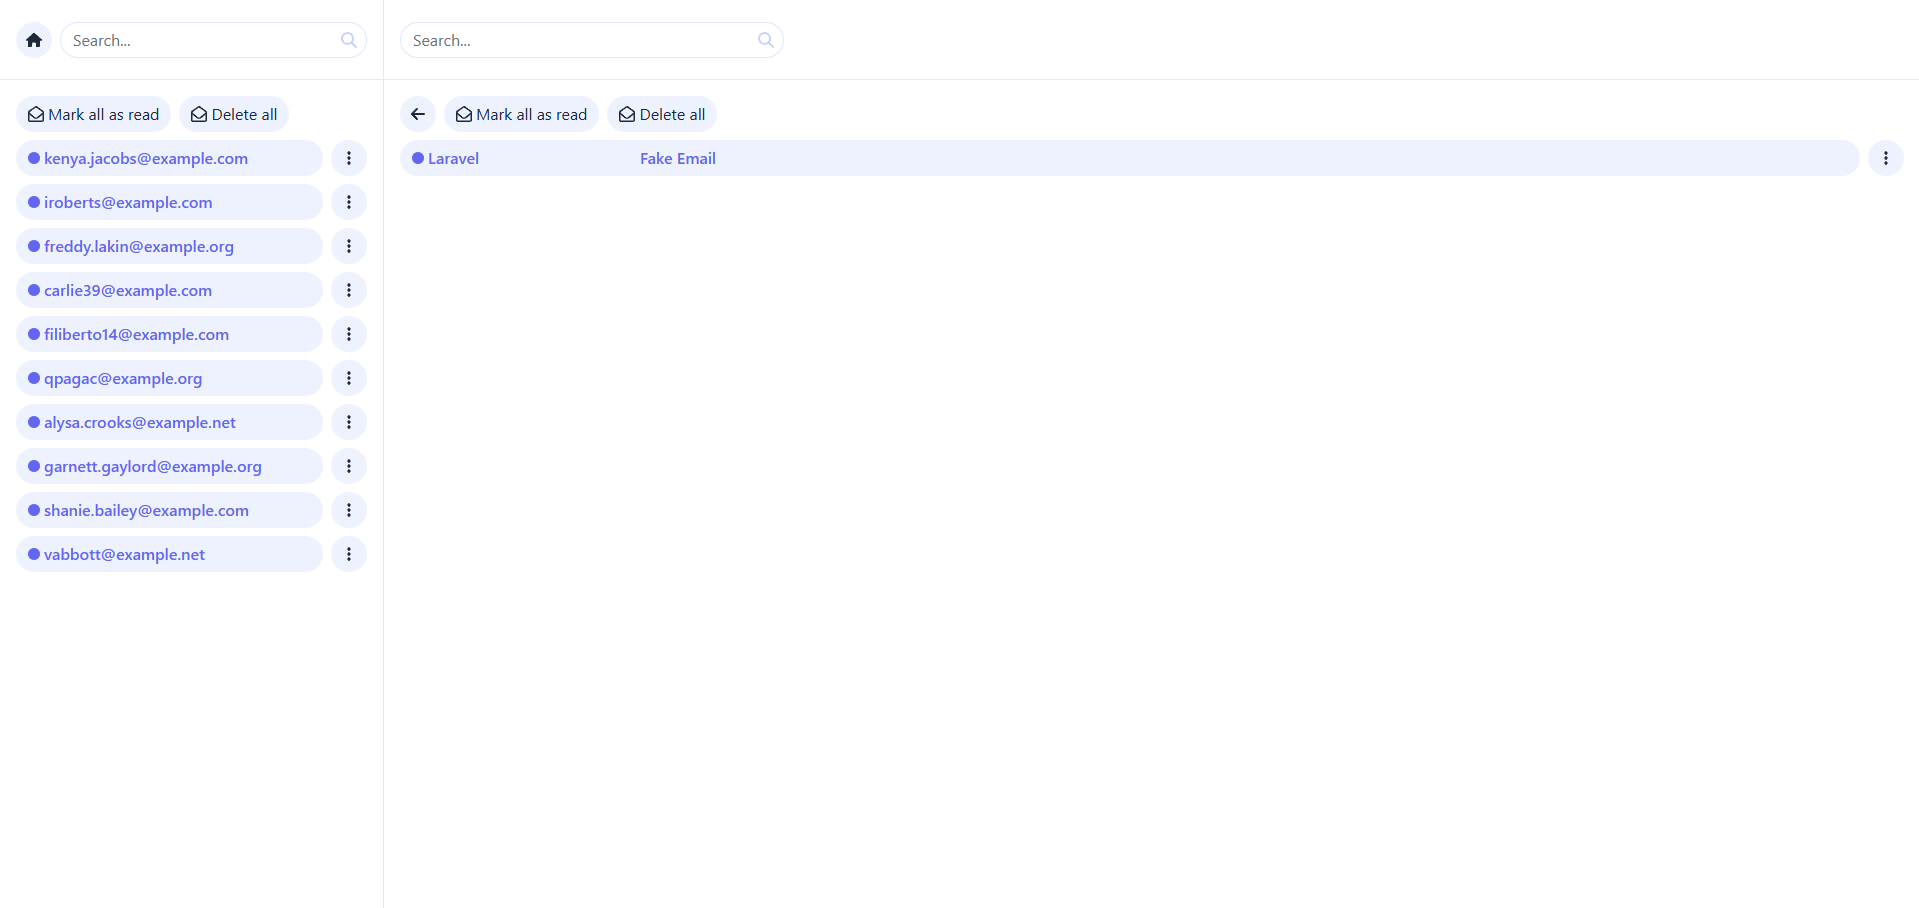 Search...
Mark all as read
Delete all
kenya.jacobs@example.com
iroberts@example.com
freddy.lakin@example.org
carlie39@example.com
filiberto14@example.com
qpagac@example.org
alysa.crooks@example.net
garnett.gaylord@example.org
shanie.bailey@example.com
vabbott@example.net
Search...
Mark all as read
Delete all
Laravel
Fake Email